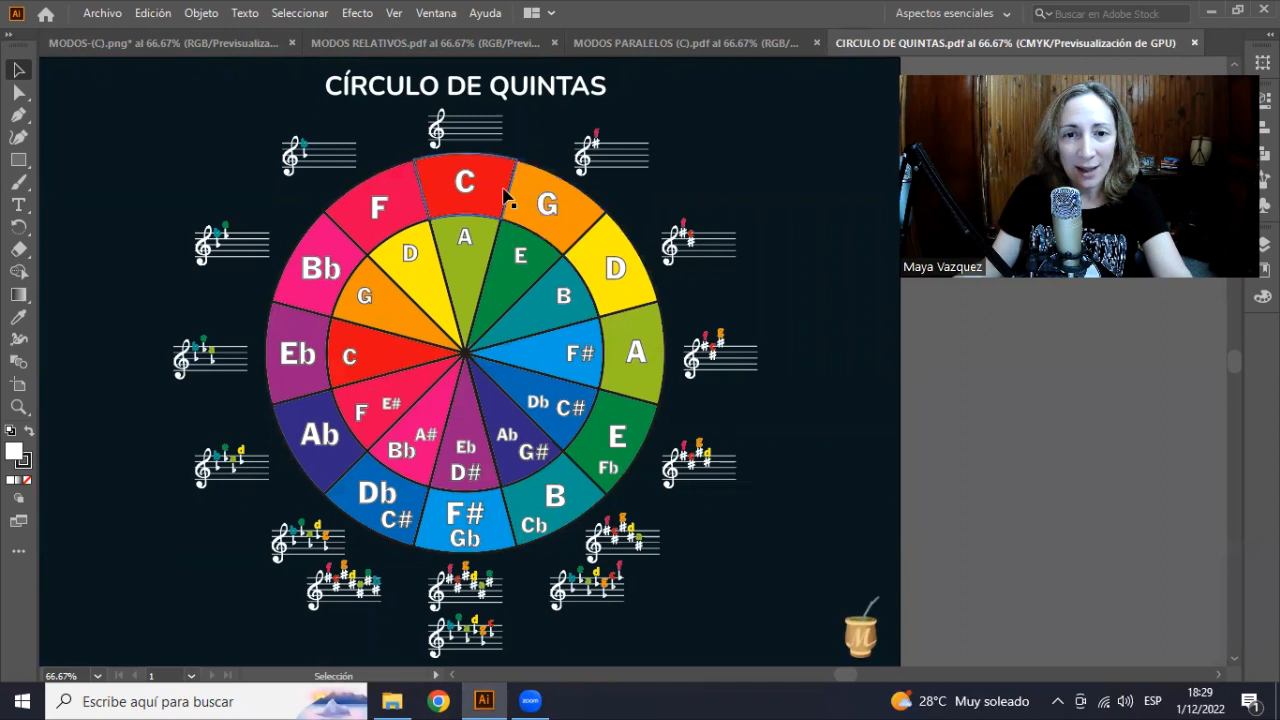 Ai
Archivo Edición Objeto Texto Seleccionar Efecto Ver Ventana Ayuda
Aspectos esenciales
Buscar en Adobe Stock
MODOS-(C).png* al 66.67% (RGB/Previsualiza...
MODOS RELATIVOS.pdf al 66.67% (RGB/Previ...
MODOS PARALELOS (C).pdf al 66.67% (RGB/...
CIRCULO DE QUINTAS.pdf al 66.67% (CMYK/Previsualización de GPU)
CÍRCULO DE QUINTAS
C
F
G
A
D
E
Bb
D
G
B
Eb
C
F#
A
F
E#
Db
C#
Ab
Bb
A#
Eb
D#
Ab
G#
E
Fb
Db
C#
F#
Gb
B
Cb
Maya Vazquez
M
66.67%
1
Selección
Escribe aquí para buscar
Ai
zoom
28°C Muy soleado
ESP
18:29
1/12/2022
1